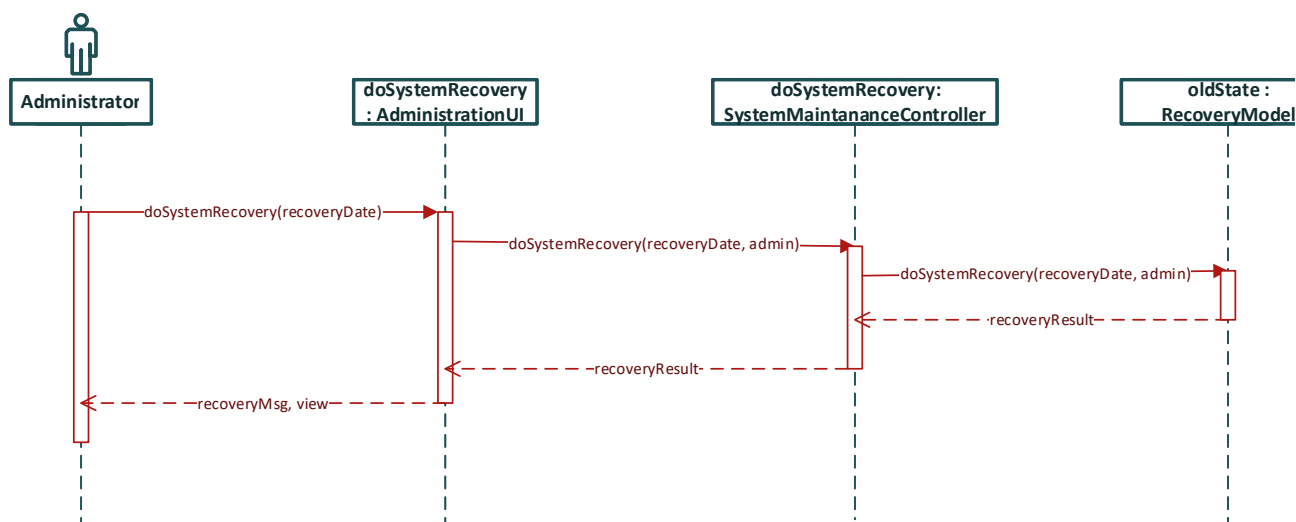 Administrator
doSystemRecovery
: AdministrationUI
doSystemRecovery:
SystemMaintananceController
oldState :
RecoveryModel
doSystemRecovery(recoveryDate)
doSystemRecovery(recoveryDate, admin)
doSystemRecovery(recoveryDate, admin)
recoveryResult
recoveryResult
recoveryMsg, view